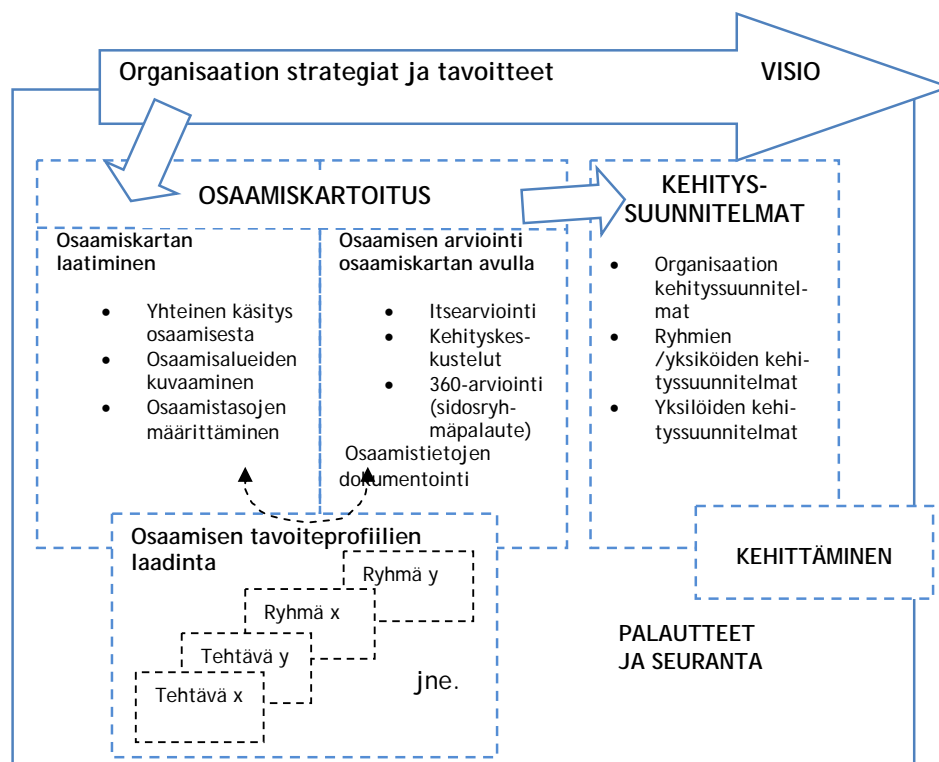 Organisaation strategiat ja tavoitteet
VISIO
OSAAMISKARTOITUS
Osaamiskartan
laatiminen
• Yhteinen käsitys
osaamisesta
• Osaamisalueiden
kuvaaminen
• Osaamistasojen
määrittäminen
Osaamisen arviointi
osaamiskartan avulla
• Itsearviointi
• Kehityskes-
kustelut
• 360-arviointi
(sidosryh-
mäpalaute)
Osaamistietojen
dokumentointi
KEHITYS-
SUUNNITELMAT
• Organisaation
kehityssuunnitel-
mat
• Ryhmien
/yksiköiden kehi-
tyssuunnitelmat
• Yksilöiden kehi-
tyssuunnitelmat
Osaamisen tavoiteprofiilien
laadinta
Ryhmä y
Ryhmä x
Tehtävä y
Tehtävä x
jne.
KEHITTÄMINEN
PALAUTTEET
JA SEURANTA